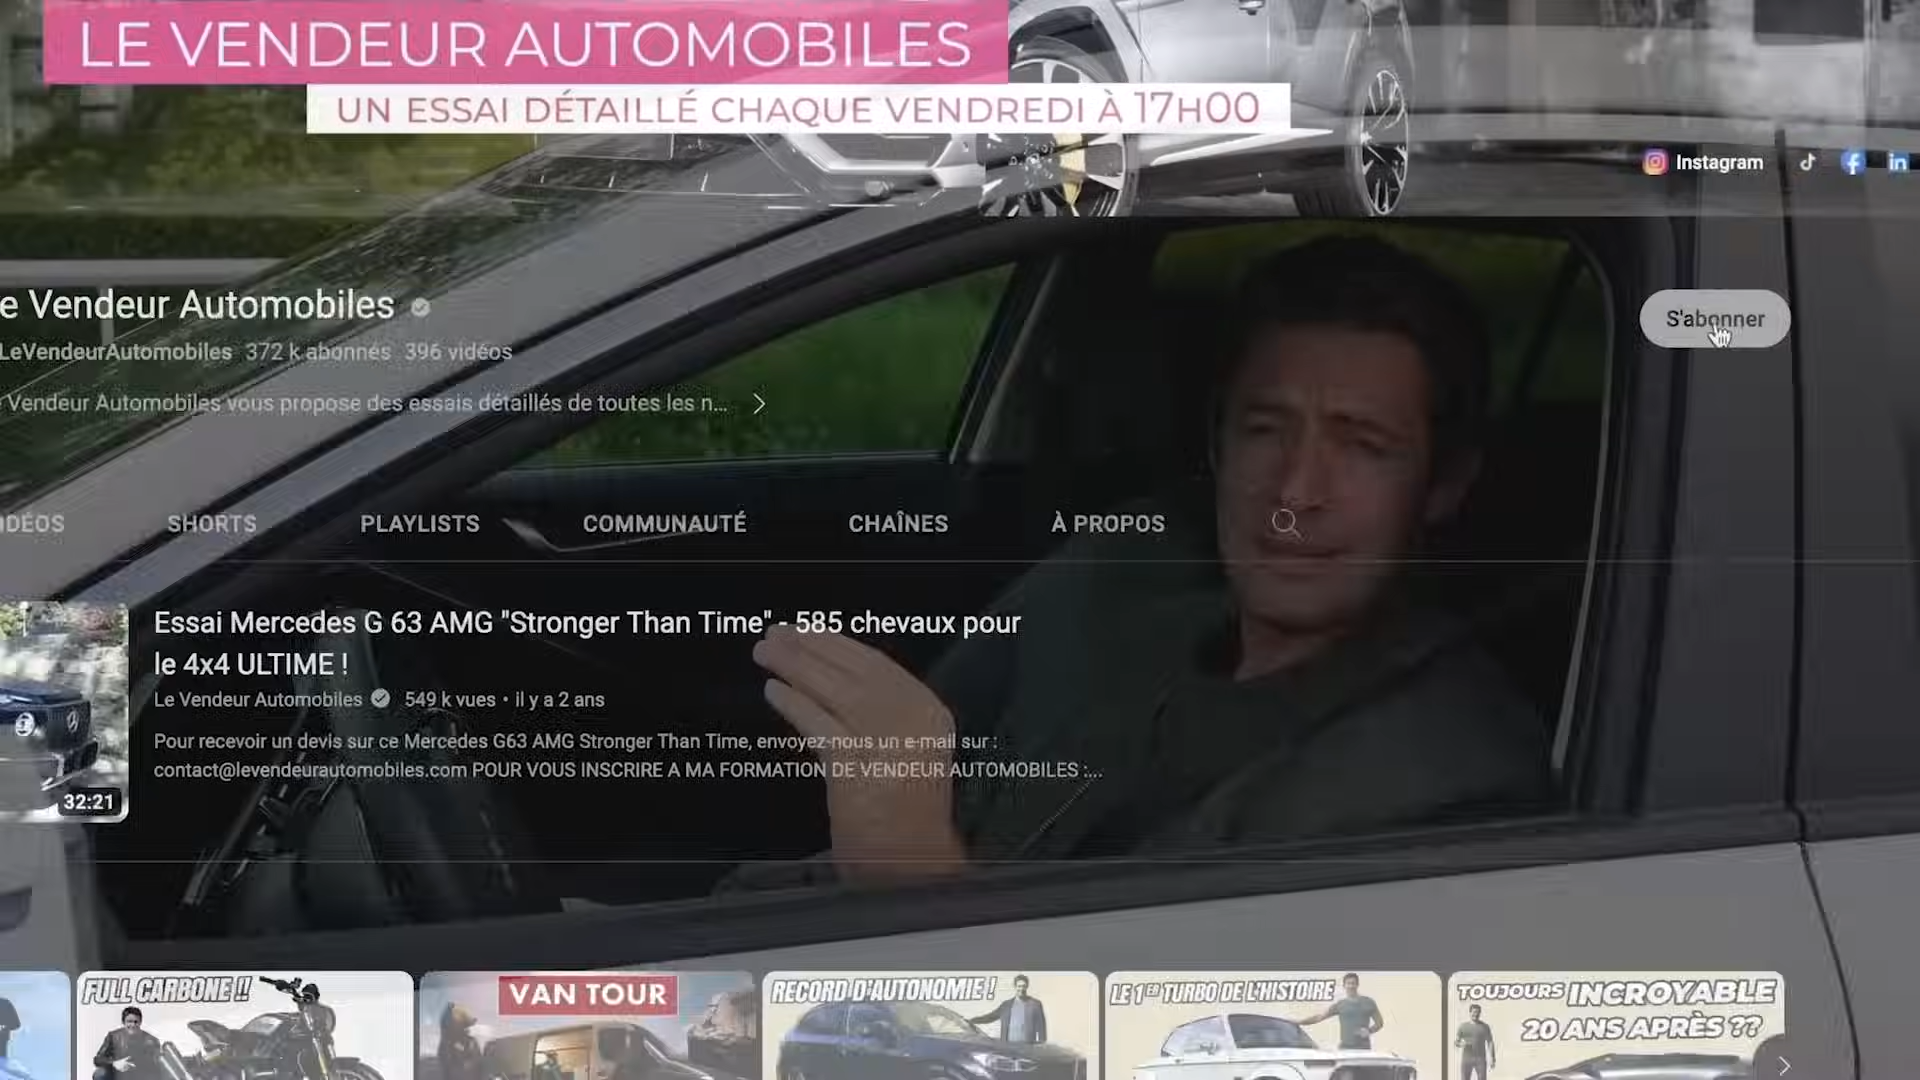 LE VENDEUR AUTOMOBILES
UN ESSAI DÉTAILLÉ CHAQUE VENDREDI À 17H00
Instagram
e Vendeur Automobiles
S'abonner
LeVendeurAutomobiles 372 k abonnés 396 vidéos
Vendeur Automobiles vous propose des essais détaillés de toutes les n...
IDÉOS SHORTS PLAYLISTS COMMUNAUTÉ CHAÎNES À PROPOS
Essai Mercedes G 63 AMG "Stronger Than Time" - 585 chevaux pour
le 4x4 ULTIME !
Le Vendeur Automobiles 549 k vues • il y a 2 ans
Pour recevoir un devis sur ce Mercedes G63 AMG Stronger Than Time, envoyez-nous un e-mail sur :
contact@levendeurautomobiles.com POUR VOUS INSCRIRE A MA FORMATION DE VENDEUR AUTOMOBILES :...
32:21
FULL CARBONE !!
VAN TOUR
RECORD D'AUTONOMIE !
LE 1ER TURBO DE L'HISTOIRE
TOUJOURS INCROYABLE
20 ANS APRÈS ??